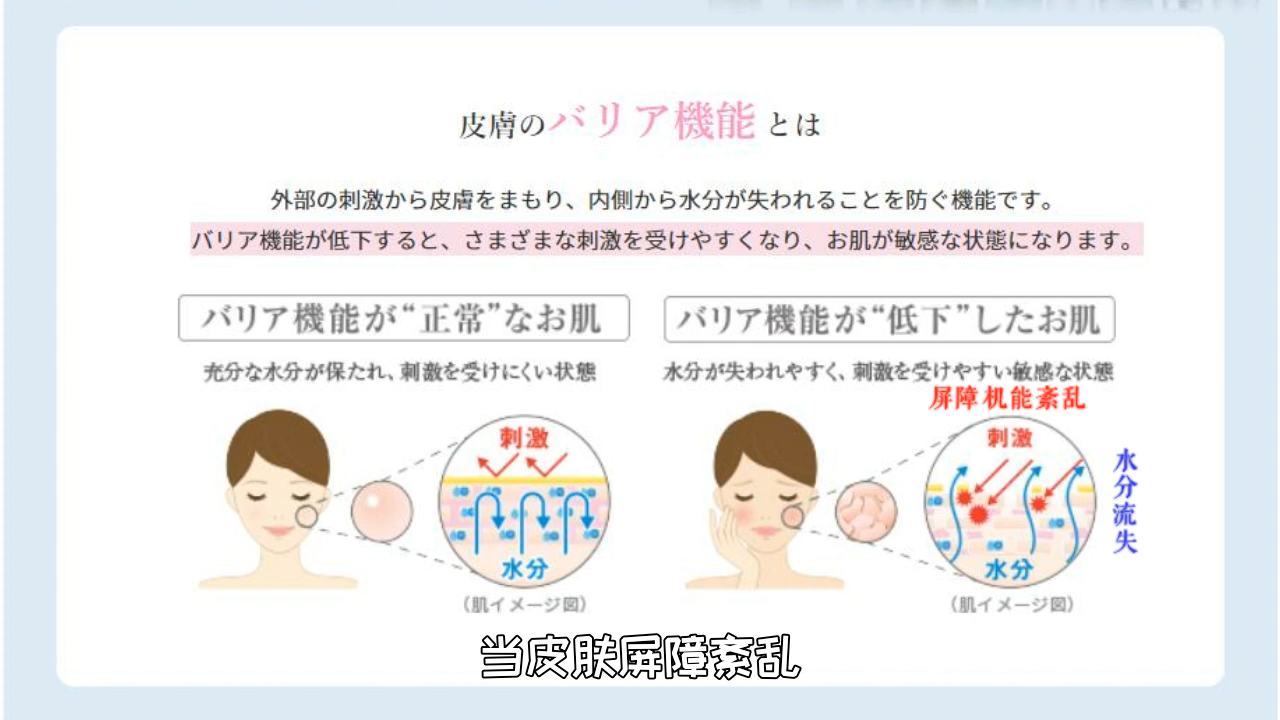 皮膚のバリア機能 とは
外部の刺激から皮膚をまもり、内側から水分が失われることを防ぐ機能です。
バリア機能が低下すると、さまざまな刺激を受けやすくなり、お肌が敏感な状態になります。
バリア機能が“正常”なお肌
充分な水分が保たれ、刺激を受けにくい状態
刺激
水分
（肌イメージ図）
バリア機能が“低下”したお肌
水分が失われやすく、刺激を受けやすい敏感な状態
屏障机能紊乱
刺激
水分流失
水分
（肌イメージ図）
当皮肤屏障紊乱